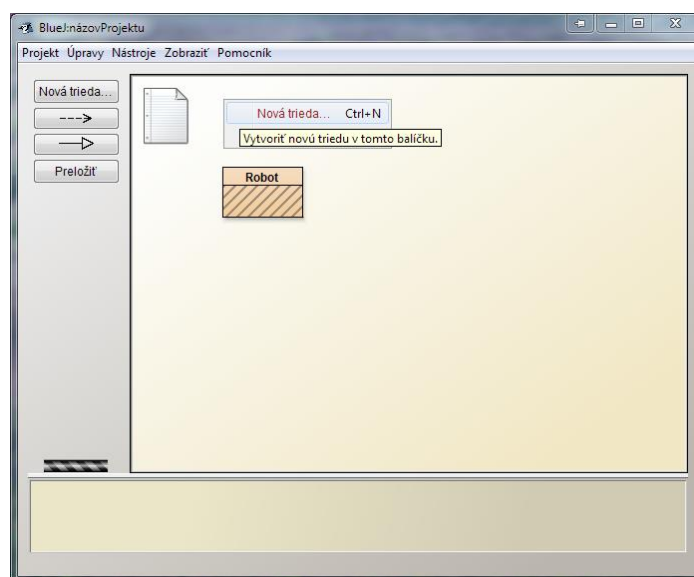 BlueJ:názovProjektu
Projekt Úpravy Nástroje Zobraziť Pomocník
Nová trieda...
Preložiť
Nová trieda... Ctrl+N
Vytvoriť novú triedu v tomto balíčku.
Robot